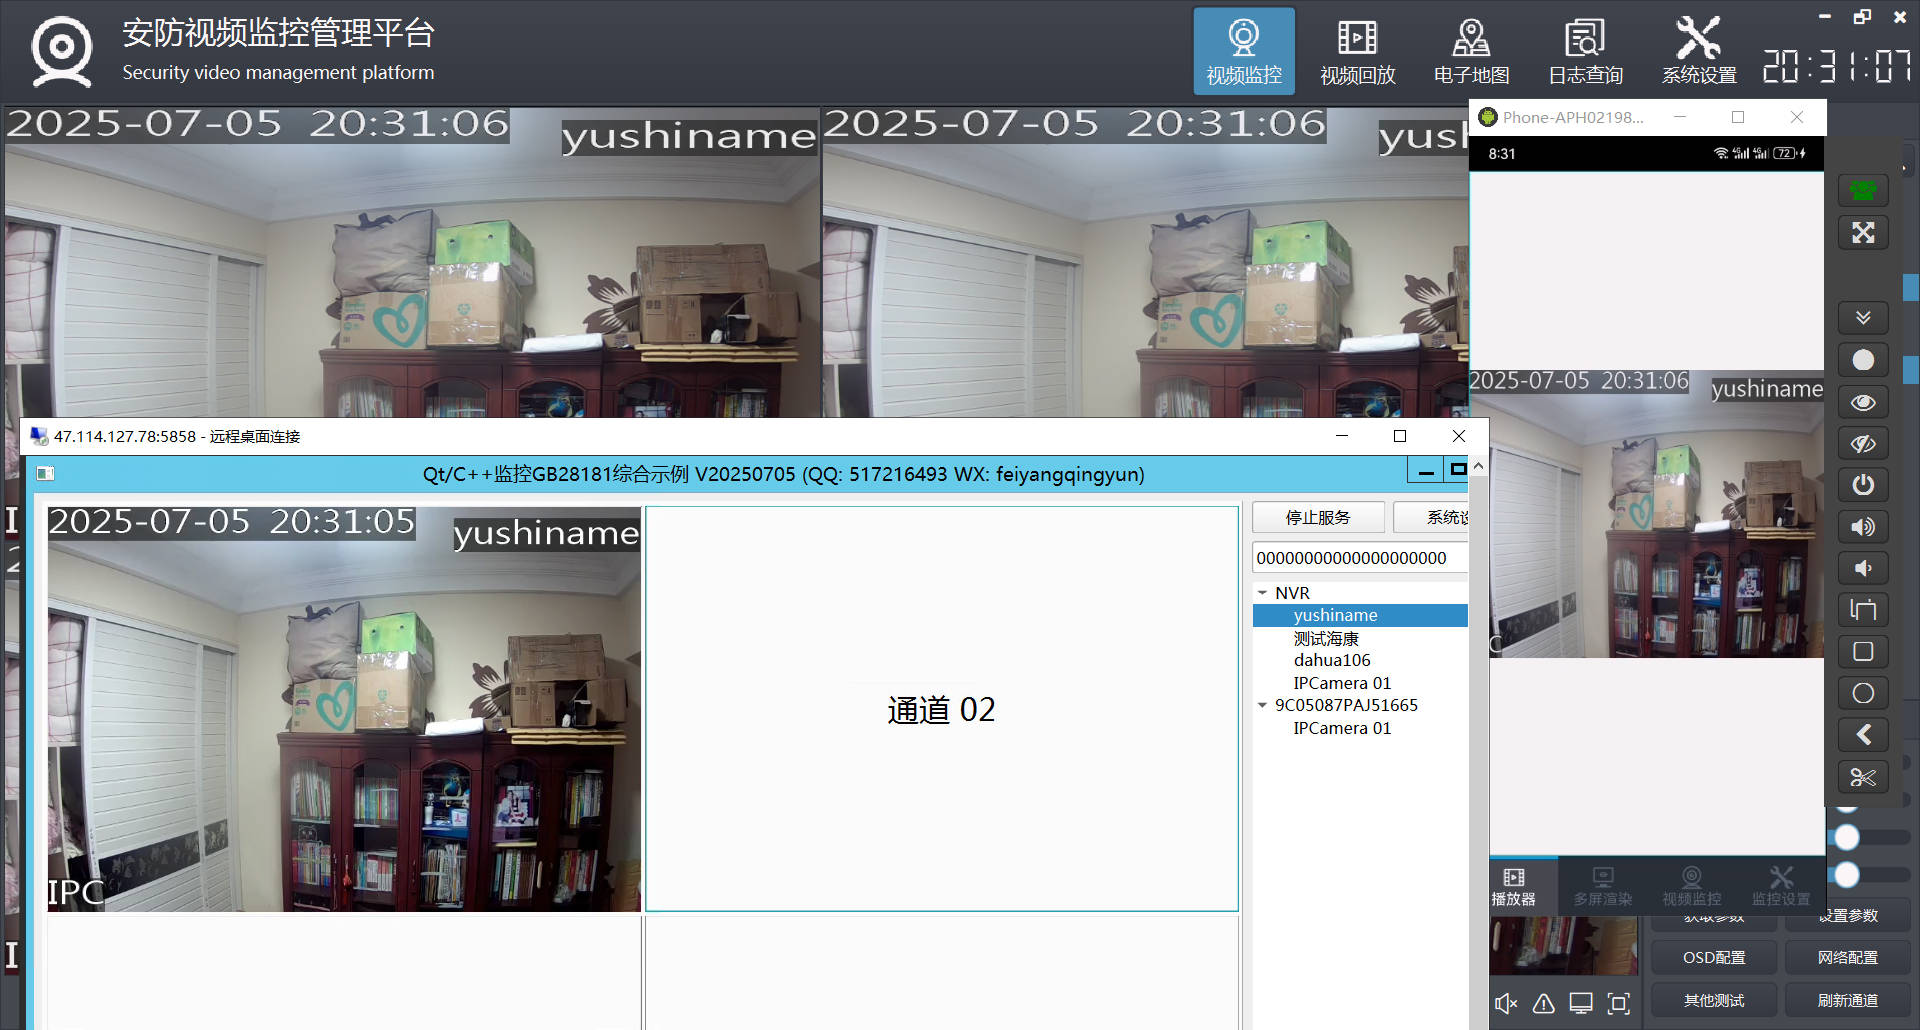 安防视频监控管理平台
Security video management platform
视频监控
视频回放
电子地图
日志查询
系统设置
20:31:07
2025-07-05 20:31:06
yushiname
2025-07-05 20:31:06
yush
Phone-APH02198...
8:31
4G
4G
72
2025-07-05 20:31:06
yushiname
C
47.114.127.78:5858 - 远程桌面连接
Qt/C++监控GB28181综合示例 V20250705 (QQ: 517216493 WX: feiyangqingyun)
2025-07-05 20:31:05
yushiname
IPC
通道 02
停止服务
系统设
00000000000000000000
NVR
yushiname
测试海康
dahua106
IPCamera 01
9C05087PAJ51665
IPCamera 01
I
2
I
播放器
多屏渲染
视频监控
监控设置
获取参数
设置参数
OSD配置
网络配置
其他测试
刷新通道